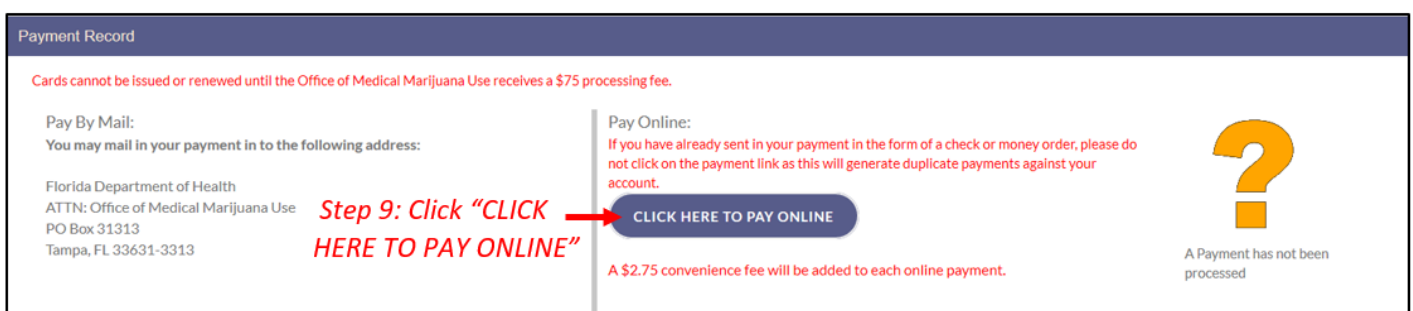 Payment Record
Cards cannot be issued or renewed until the Office of Medical Marijuana Use receives a $75 processing fee.
Pay By Mail:
You may mail in your payment in to the following address:
Florida Department of Health
ATTN: Office of Medical Marijuana Use
PO Box 31313
Tampa, FL 33631-3313
Step 9: Click “CLICK
HERE TO PAY ONLINE”
Pay Online:
If you have already sent in your payment in the form of a check or money order, please do
not click on the payment link as this will generate duplicate payments against your
account.
CLICK HERE TO PAY ONLINE
A $2.75 convenience fee will be added to each online payment.
?
A Payment has not been
processed